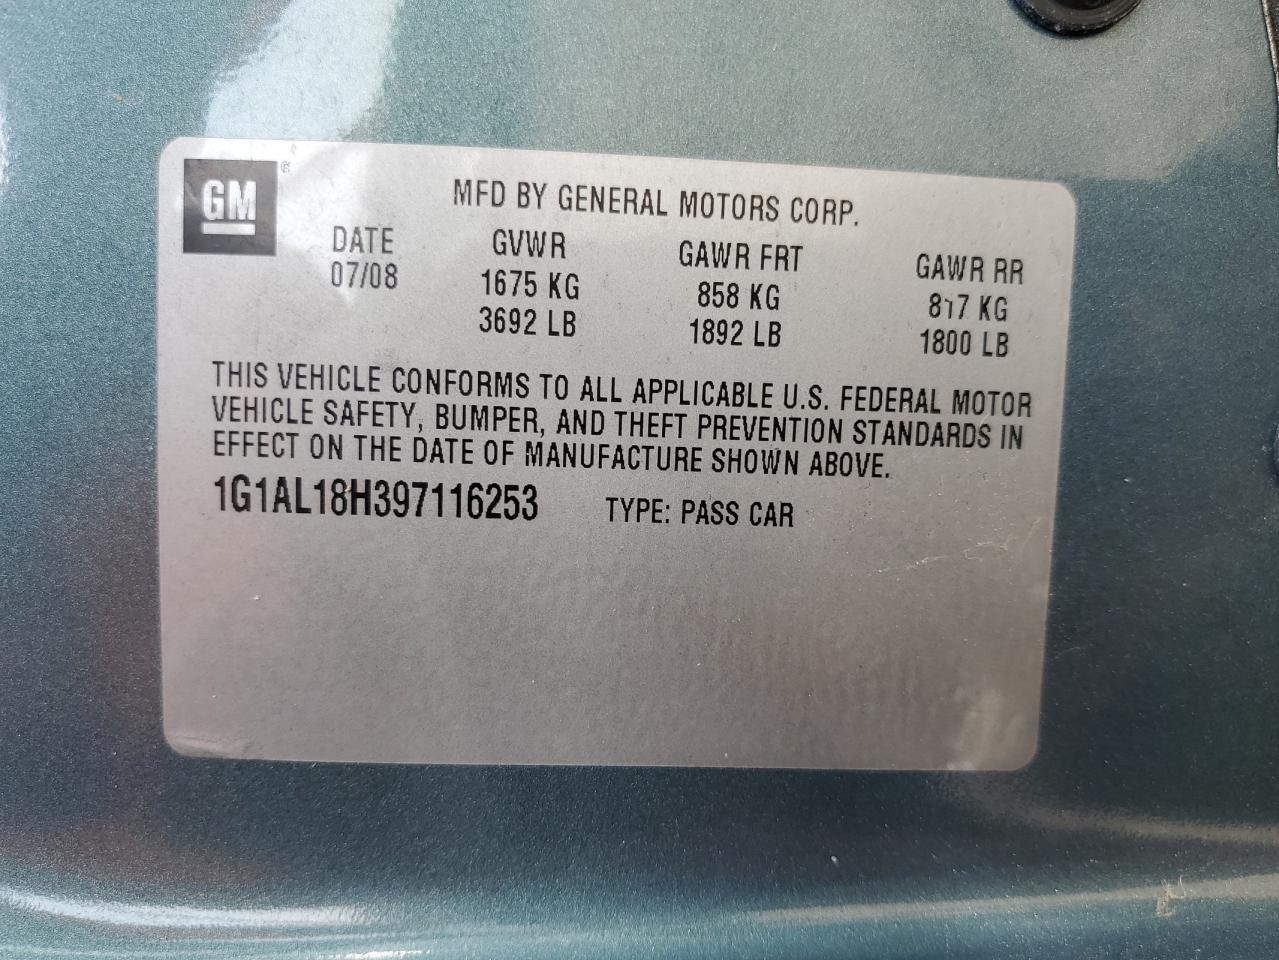 GM ®
MFD BY GENERAL MOTORS CORP.
DATE GVWR GAWR FRT GAWR RR
07/08 1675 KG 858 KG 817 KG
3692 LB 1892 LB 1800 LB
THIS VEHICLE CONFORMS TO ALL APPLICABLE U.S. FEDERAL MOTOR
VEHICLE SAFETY, BUMPER, AND THEFT PREVENTION STANDARDS IN
EFFECT ON THE DATE OF MANUFACTURE SHOWN ABOVE.
1G1AL18H397116253 TYPE: PASS CAR